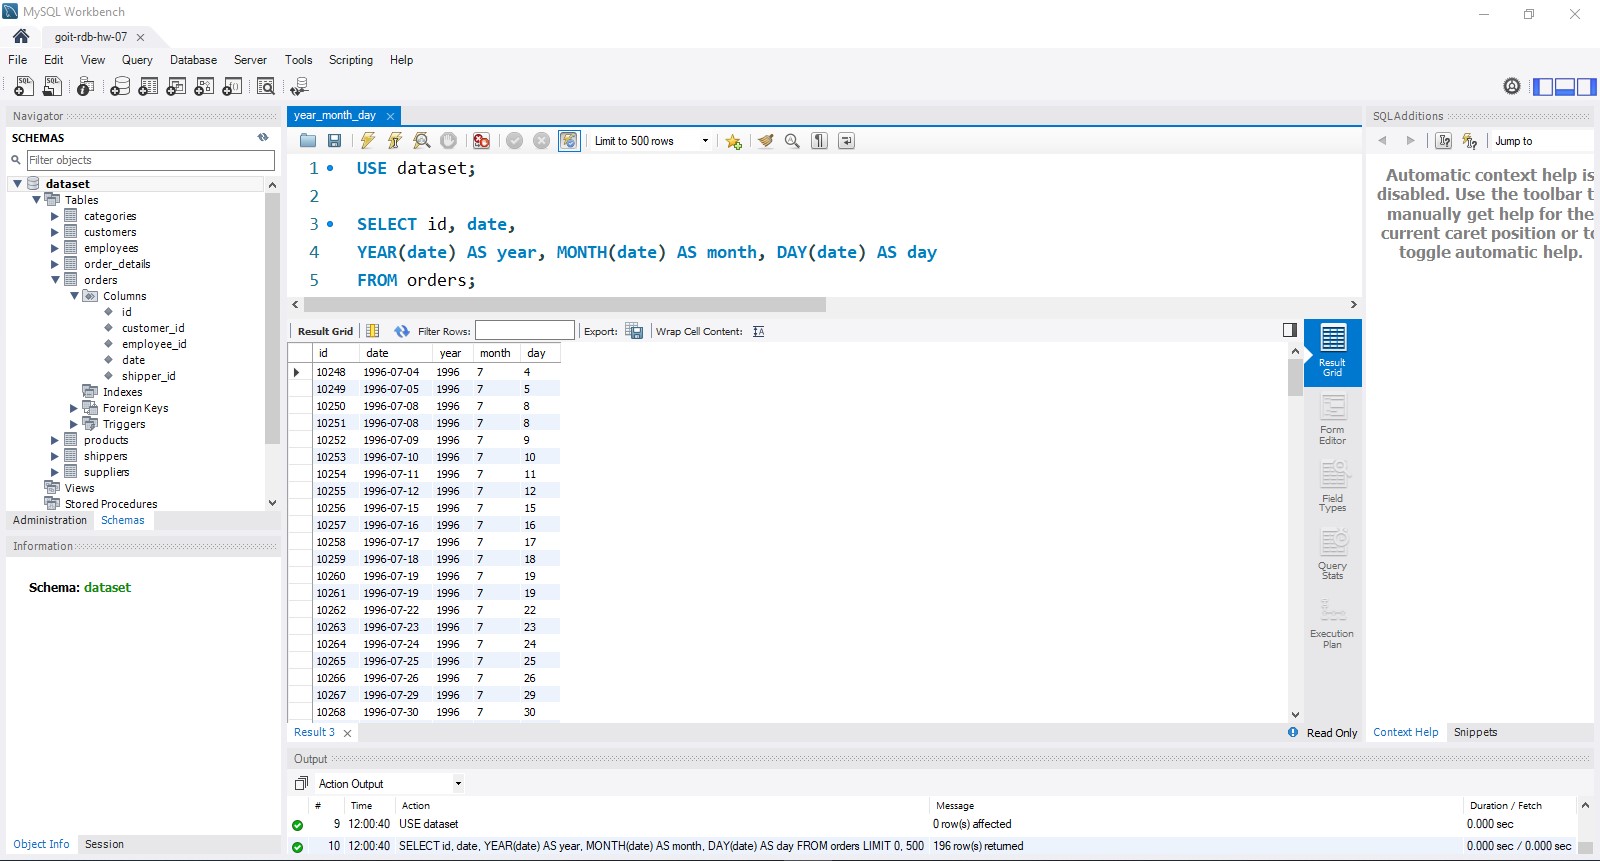 MySQL Workbench
goit-rdb-hw-07
File Edit View Query Database Server Tools Scripting Help
Navigator
SCHEMAS
Filter objects
dataset
Tables
categories
customers
employees
order_details
orders
Columns
id
customer_id
employee_id
date
shipper_id
Indexes
Foreign Keys
Triggers
products
shippers
suppliers
Views
Stored Procedures
Administration Schemas
Information
Schema: dataset
Object Info Session
year_month_day
Limit to 500 rows
1 USE dataset;
2
3 SELECT id, date,
4 YEAR(date) AS year, MONTH(date) AS month, DAY(date) AS day
5 FROM orders;
Result Grid Filter Rows: Export: Wrap Cell Content:
id date year month day
10248 1996-07-04 1996 7 4
10249 1996-07-05 1996 7 5
10250 1996-07-08 1996 7 8
10251 1996-07-08 1996 7 8
10252 1996-07-09 1996 7 9
10253 1996-07-10 1996 7 10
10254 1996-07-11 1996 7 11
10255 1996-07-12 1996 7 12
10256 1996-07-15 1996 7 15
10257 1996-07-16 1996 7 16
10258 1996-07-17 1996 7 17
10259 1996-07-18 1996 7 18
10260 1996-07-19 1996 7 19
10261 1996-07-19 1996 7 19
10262 1996-07-22 1996 7 22
10263 1996-07-23 1996 7 23
10264 1996-07-24 1996 7 24
10265 1996-07-25 1996 7 25
10266 1996-07-26 1996 7 26
10267 1996-07-29 1996 7 29
10268 1996-07-30 1996 7 30
Result
Grid
Form
Editor
Field
Types
Query
Stats
Execution
Plan
Result 3
Read Only
SQLAdditions
Jump to
Automatic context help is
disabled. Use the toolbar t
manually get help for the
current caret position or to
toggle automatic help.
Context Help Snippets
Output
Action Output
# Time Action Message Duration / Fetch
9 12:00:40 USE dataset 0 row(s) affected 0.000 sec
10 12:00:40 SELECT id, date, YEAR(date) AS year, MONTH(date) AS month, DAY(date) AS day FROM orders LIMIT 0, 500 196 row(s) returned 0.000 sec / 0.000 sec